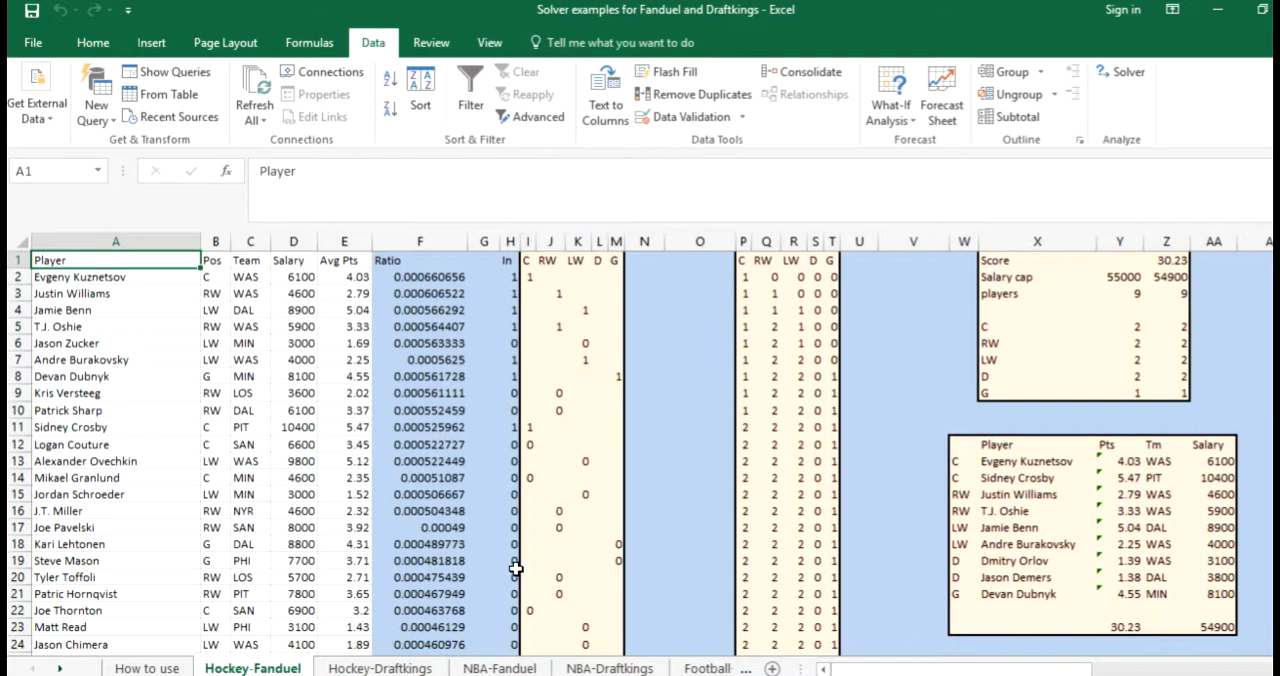 Solver examples for Fanduel and Draftkings - Excel Sign in
File Home Insert Page Layout Formulas Data Review View Tell me what you want to do
Show Queries Connections Clear Flash Fill Consolidate Group Solver
From Table Properties Reapply Remove Duplicates Relationships Ungroup
Recent Sources Edit Links Advanced Data Validation Subtotal
Get External Data New Query Refresh All Sort Filter Text to Columns What-If Analysis Forecast Sheet
Get & Transform Connections Sort & Filter Data Tools Forecast Outline Analyze
A1 fx Player
A B C D E F G H I J K L M N O P Q R S T U V W X Y Z AA A
1 Player Pos Team Salary Avg Pts Ratio In C RW LW D G C RW LW D G Score 30.23
2 Evgeny Kuznetsov C WAS 6100 4.03 0.000660656 1 1 1 0 0 0 0 Salary cap 55000 54900
3 Justin Williams RW WAS 4600 2.79 0.000606522 1 1 1 1 0 0 0 players 9 9
4 Jamie Benn LW DAL 8900 5.04 0.000566292 1 1 1 1 1 0 0
5 T.J. Oshie RW WAS 5900 3.33 0.000564407 1 1 1 2 1 0 0 C 2 2
6 Jason Zucker LW MIN 3000 1.69 0.000563333 0 0 1 2 1 0 0 RW 2 2
7 Andre Burakovsky LW WAS 4000 2.25 0.0005625 1 1 1 2 2 0 0 LW 2 2
8 Devan Dubnyk G MIN 8100 4.55 0.000561728 1 1 1 2 2 0 1 D 2 2
9 Kris Versteeg RW LOS 3600 2.02 0.000561111 0 0 1 2 2 0 1 G 1 1
10 Patrick Sharp RW DAL 6100 3.37 0.000552459 0 0 1 2 2 0 1
11 Sidney Crosby C PIT 10400 5.47 0.000525962 1 1 2 2 2 0 1
12 Logan Couture C SAN 6600 3.45 0.000522727 0 0 2 2 2 0 1 Player Pts Tm Salary
13 Alexander Ovechkin LW WAS 9800 5.12 0.000522449 0 0 2 2 2 0 1 C Evgeny Kuznetsov 4.03 WAS 6100
14 Mikael Granlund C MIN 4600 2.35 0.00051087 0 0 2 2 2 0 1 C Sidney Crosby 5.47 PIT 10400
15 Jordan Schroeder LW MIN 3000 1.52 0.000506667 0 0 2 2 2 0 1 RW Justin Williams 2.79 WAS 4600
16 J.T. Miller RW NYR 4600 2.32 0.000504348 0 0 2 2 2 0 1 RW T.J. Oshie 3.33 WAS 5900
17 Joe Pavelski RW SAN 8000 3.92 0.00049 0 0 2 2 2 0 1 LW Jamie Benn 5.04 DAL 8900
18 Kari Lehtonen G DAL 8800 4.31 0.000489773 0 0 2 2 2 0 1 LW Andre Burakovsky 2.25 WAS 4000
19 Steve Mason G PHI 7700 3.71 0.000481818 0 0 2 2 2 0 1 D Dmitry Orlov 1.39 WAS 3100
20 Tyler Toffoli RW LOS 5700 2.71 0.000475439 0 0 2 2 2 0 1 D Jason Demers 1.38 DAL 3800
21 Patric Hornqvist RW PIT 7800 3.65 0.000467949 0 0 2 2 2 0 1 G Devan Dubnyk 4.55 MIN 8100
22 Joe Thornton C SAN 6900 3.2 0.000463768 0 0 2 2 2 0 1
23 Matt Read LW PHI 3100 1.43 0.00046129 0 0 2 2 2 0 1 30.23 54900
24 Jason Chimera LW WAS 4100 1.89 0.000460976 0 0 2 2 2 0 1
How to use Hockey-Fanduel Hockey-Draftkings NBA-Fanduel NBA-Draftkings Football ...